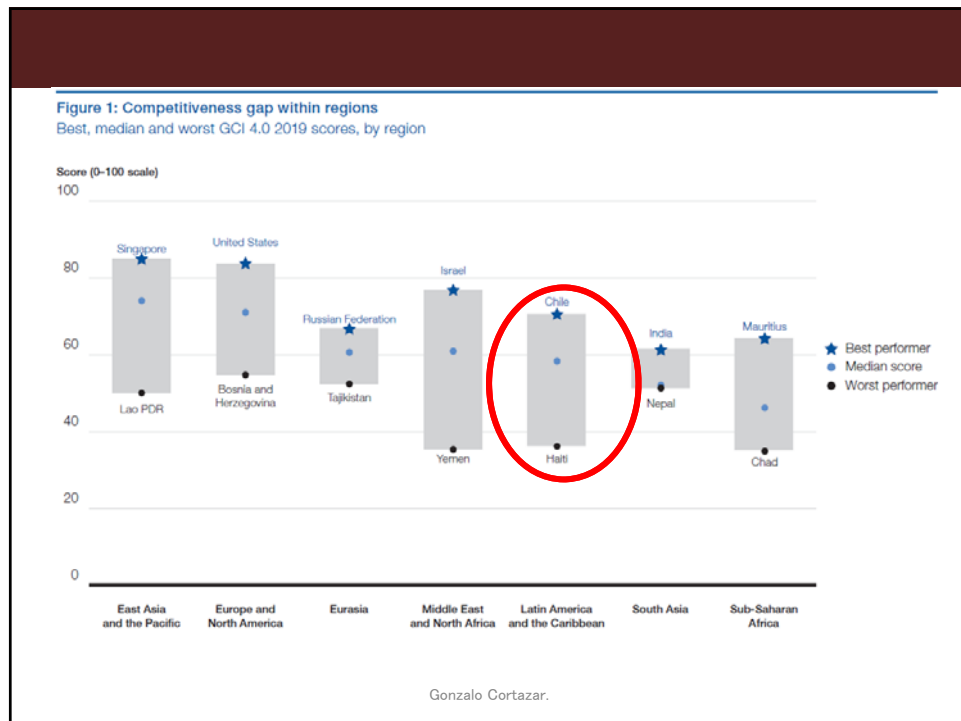 Figure 1: Competitiveness gap within regions
Best, median and worst GCI 4.0 2019 scores, by region
Score (0–100 scale)
100
80
60
40
20
0
Singapore
Lao PDR
United States
Bosnia and
Herzegovina
Russian Federation
Tajikistan
Israel
Yemen
Chile
Haiti
India
Nepal
Mauritius
Chad
Best performer
Median score
Worst performer
East Asia
and the Pacific
Europe and
North America
Eurasia
Middle East
and North Africa
Latin America
and the Caribbean
South Asia
Sub-Saharan
Africa
Gonzalo Cortazar.